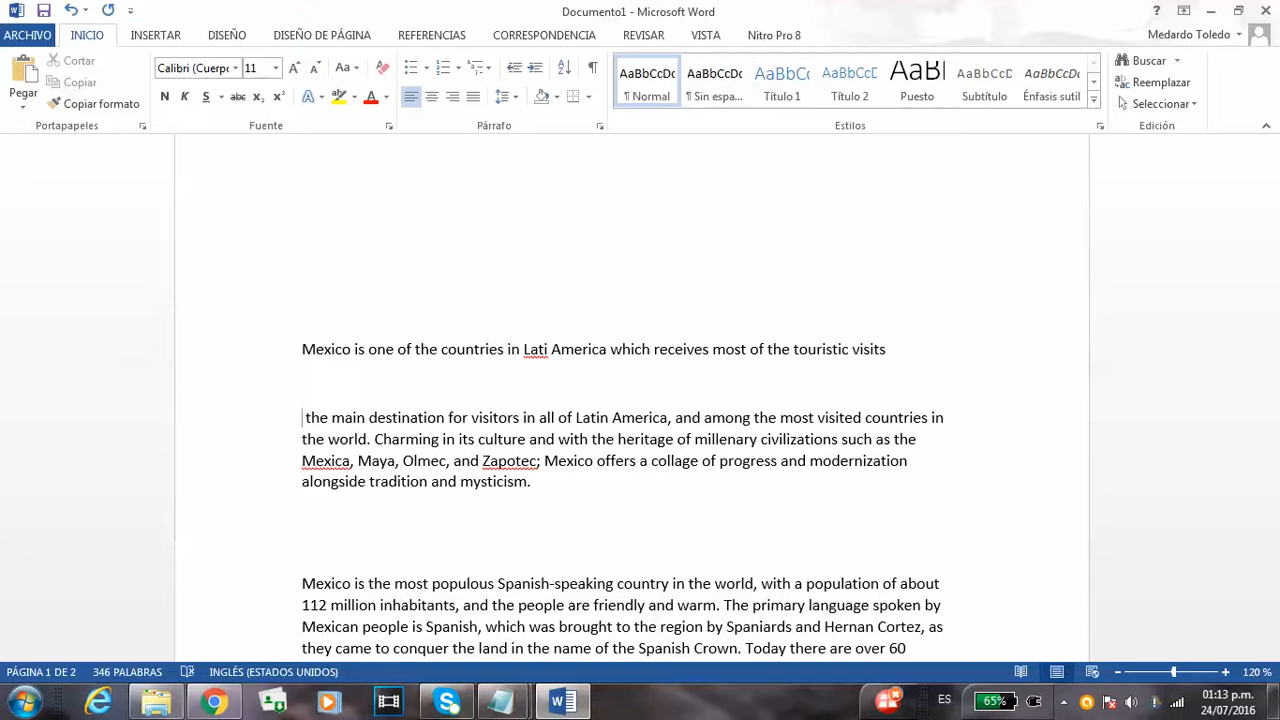 Documento1 - Microsoft Word
?
ARCHIVO INICIO INSERTAR DISEÑO DISEÑO DE PÁGINA REFERENCIAS CORRESPONDENCIA REVISAR VISTA Nitro Pro 8 Medardo Toledo
Pegar
Cortar
Copiar
Copiar formato
Portapapeles
Calibri (Cuerpo 11 Aa
N K S abc x₂ x² A A
Fuente
Párrafo
AaBbCcDc AaBbCcDc AaBbC AaBbCcC AaBl AaBbCcD AaBbCcDc
¶ Normal ¶ Sin espa... Título 1 Título 2 Puesto Subtítulo Énfasis sutil
Estilos
Buscar
Reemplazar
Seleccionar
Edición
Mexico is one of the countries in Lati America which receives most of the touristic visits
the main destination for visitors in all of Latin America, and among the most visited countries in
the world. Charming in its culture and with the heritage of millenary civilizations such as the
Mexica, Maya, Olmec, and Zapotec; Mexico offers a collage of progress and modernization
alongside tradition and mysticism.
Mexico is the most populous Spanish-speaking country in the world, with a population of about
112 million inhabitants, and the people are friendly and warm. The primary language spoken by
Mexican people is Spanish, which was brought to the region by Spaniards and Hernan Cortez, as
they came to conquer the land in the name of the Spanish Crown. Today there are over 60
PÁGINA 1 DE 2 346 PALABRAS INGLÉS (ESTADOS UNIDOS) 120 %
ES 65% 01:13 p.m.
24/07/2016